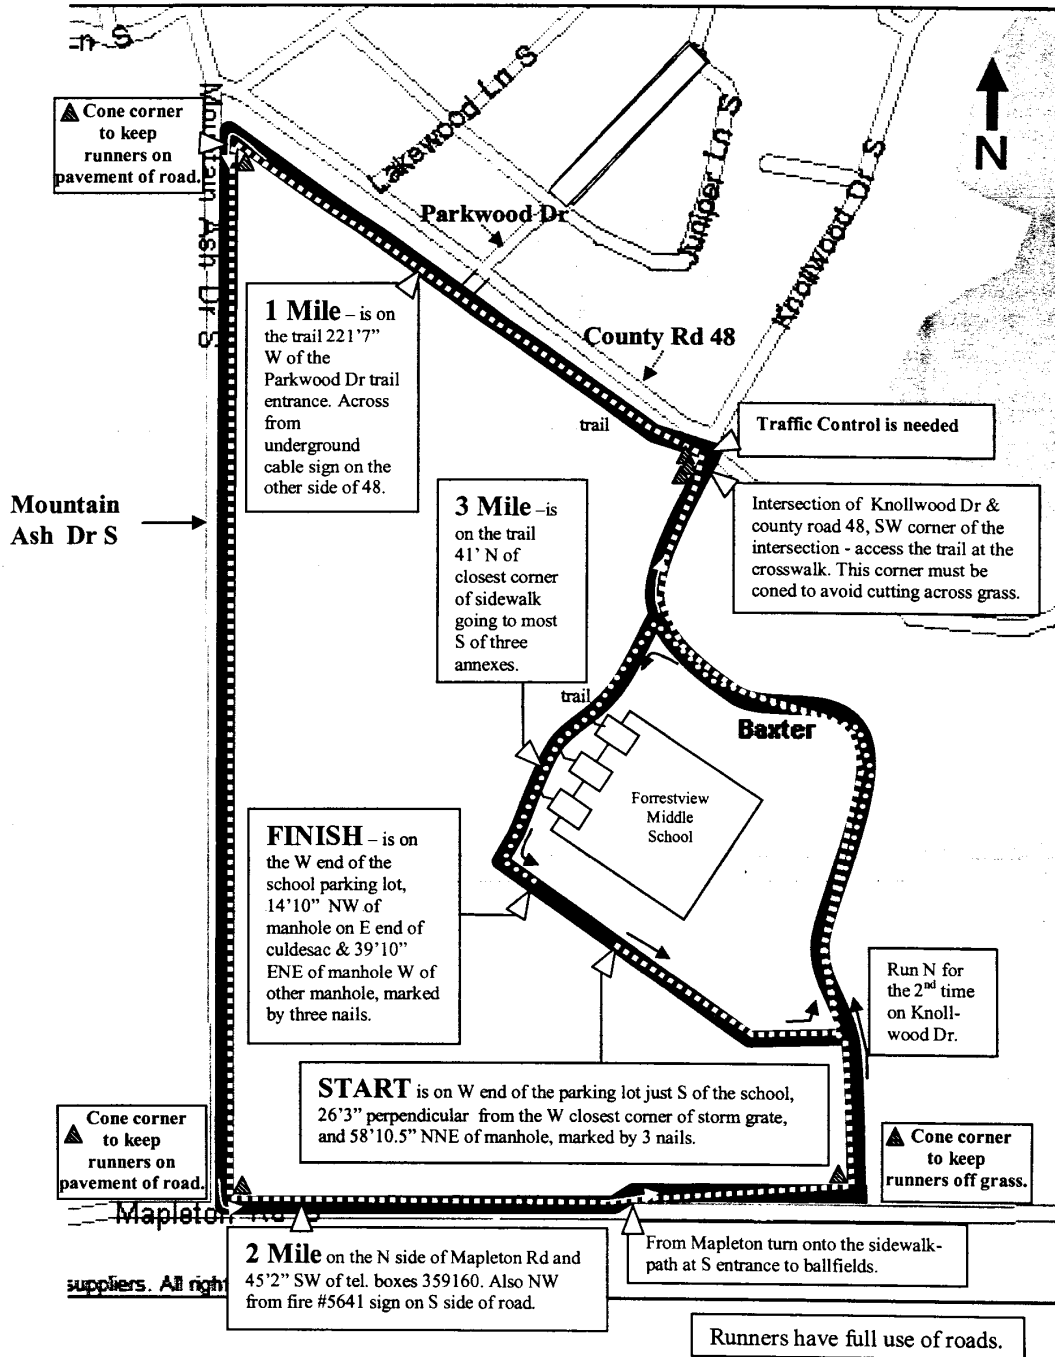 n S
Cone corner
to keep
runners on
pavement of road.
Mountain Ash Dr S
Lakewood Ln S
Juniper Ln S
Knollwood Dr S
N
Parkwood Dr
County Rd 48
trail
1 Mile – is on
the trail 221'7"
W of the
Parkwood Dr trail
entrance. Across
from
underground
cable sign on the
other side of 48.
Traffic Control is needed
Intersection of Knollwood Dr &
county road 48, SW corner of the
intersection - access the trail at the
crosswalk. This corner must be
coned to avoid cutting across grass.
Mountain
Ash Dr S
3 Mile –is
on the trail
41' N of
closest corner
of sidewalk
going to most
S of three
annexes.
trail
Baxter
Forrestview
Middle
School
FINISH – is on
the W end of the
school parking lot,
14'10" NW of
manhole on E end of
culdesac & 39'10"
ENE of manhole W of
other manhole, marked
by three nails.
Run N for
the 2nd time
on Knoll-
wood Dr.
START is on W end of the parking lot just S of the school,
26'3" perpendicular from the W closest corner of storm grate,
and 58'10.5" NNE of manhole, marked by 3 nails.
Cone corner
to keep
runners on
pavement of road.
Cone corner
to keep
runners off grass.
Mapleton Rd S
2 Mile on the N side of Mapleton Rd and
45'2" SW of tel. boxes 359160. Also NW
from fire #5641 sign on S side of road.
From Mapleton turn onto the sidewalk-
path at S entrance to ballfields.
suppliers. All right
Runners have full use of roads.